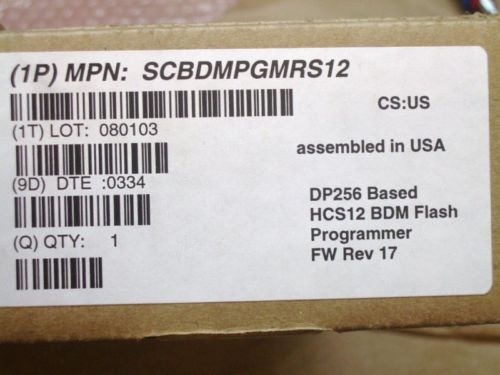 (1P) MPN: SCBDMPGMRS12
CS:US
(1T) LOT: 080103
assembled in USA
(9D) DTE :0334
DP256 Based
HCS12 BDM Flash
Programmer
FW Rev 17
(Q) QTY: 1